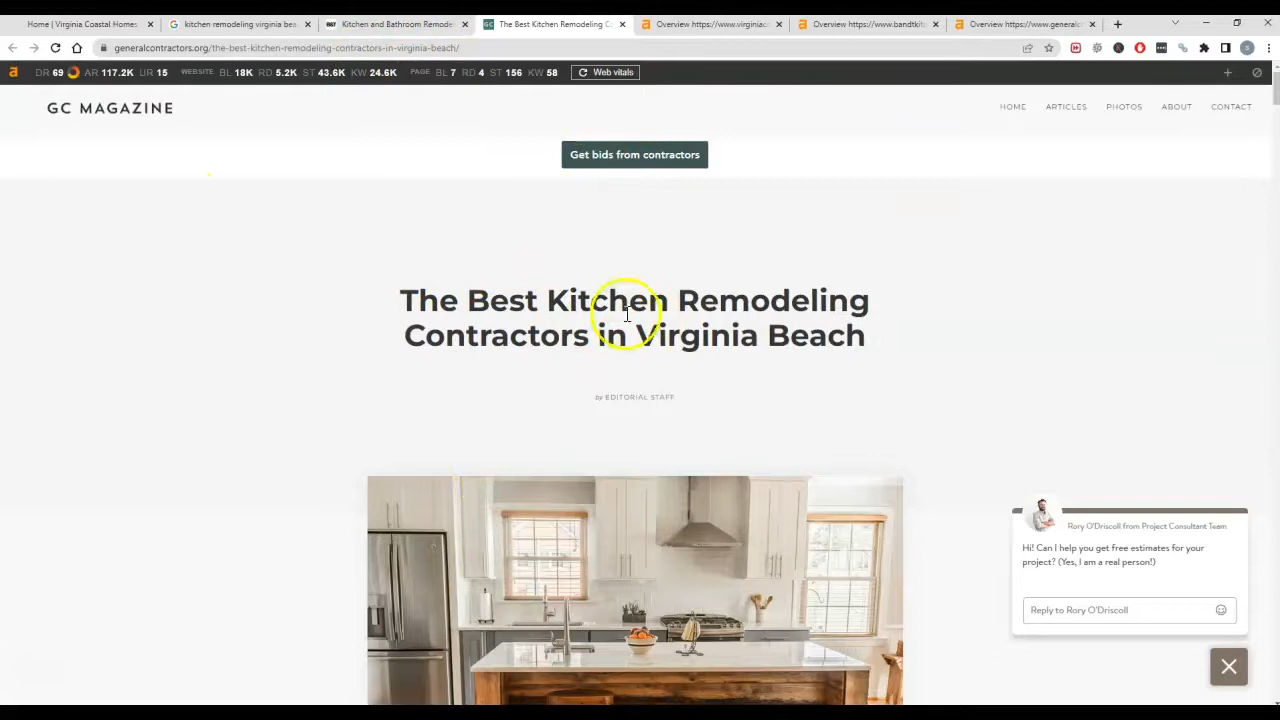 Home | Virginia Coastal Homes
kitchen remodeling virginia bea
Kitchen and Bathroom Remode
The Best Kitchen Remodeling Co
Overview https://www.virginiac
Overview https://www.bandtkit
Overview https://www.generalc
generalcontractors.org/the-best-kitchen-remodeling-contractors-in-virginia-beach/
DR 69 AR 117.2K UR 15 WEBSITE BL 18K RD 5.2K ST 43.6K KW 24.6K PAGE BL 7 RD 4 ST 156 KW 58 Web vitals
GC MAGAZINE
HOME ARTICLES PHOTOS ABOUT CONTACT
Get bids from contractors
The Best Kitchen Remodeling
Contractors in Virginia Beach
by EDITORIAL STAFF
Rory O'Driscoll from Project Consultant Team
Hi! Can I help you get free estimates for your
project? (Yes, I am a real person!)
Reply to Rory O'Driscoll